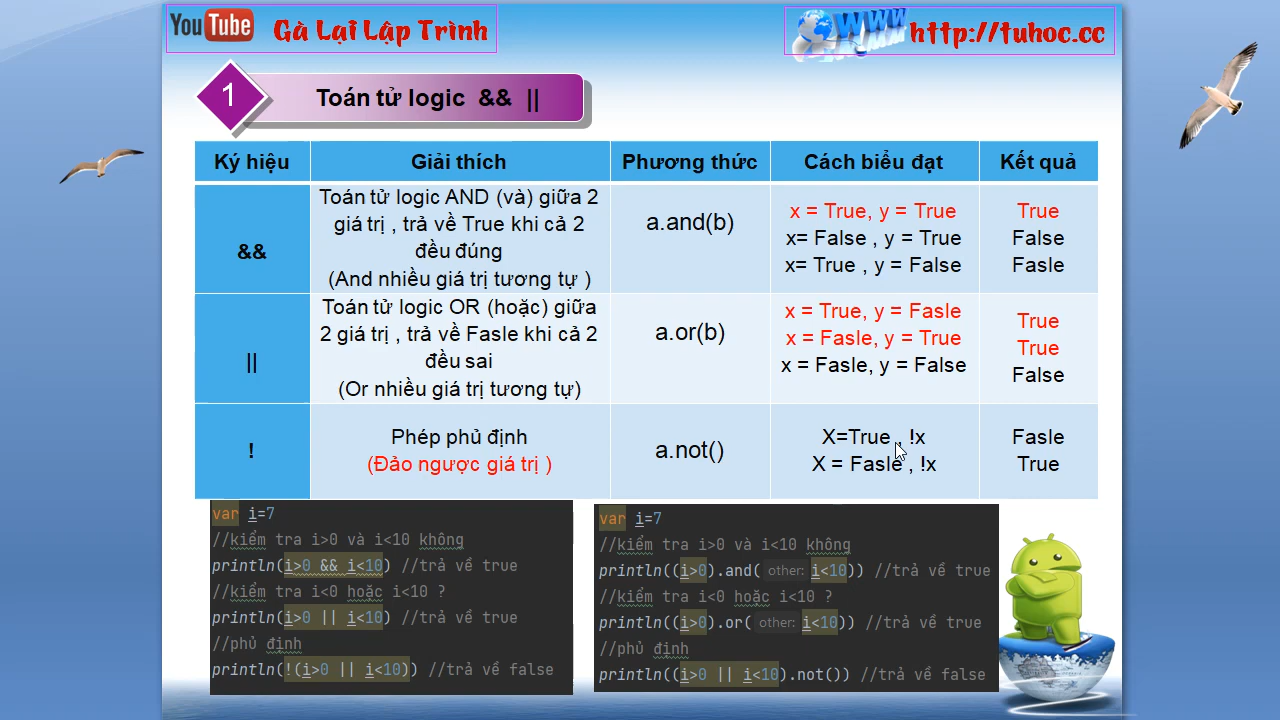 YouTube Gà Lại Lập Trình
WWW http://tuhoc.cc
1 Toán tử logic && ||
Ký hiệu Giải thích Phương thức Cách biểu đạt Kết quả
&&
Toán tử logic AND (và) giữa 2
giá trị , trả về True khi cả 2
đều đúng
(And nhiều giá trị tương tự )
a.and(b)
x = True, y = True
x= False , y = True
x= True , y = False
True
False
Fasle
||
Toán tử logic OR (hoặc) giữa
2 giá trị , trả về Fasle khi cả 2
đều sai
(Or nhiều giá trị tương tự)
a.or(b)
x = True, y = Fasle
x = Fasle, y = True
x = Fasle, y = False
True
True
False
!
Phép phủ định
(Đảo ngược giá trị )
a.not()
X=True , !x
X = Fasle , !x
Fasle
True
var i=7
//kiểm tra i>0 và i<10 không
println(i>0 && i<10) //trả về true
//kiểm tra i<0 hoặc i<10 ?
println(i>0 || i<10) //trả về true
//phủ định
println(!(i>0 || i<10)) //trả về false
var i=7
//kiểm tra i>0 và i<10 không
println((i>0).and( other: i<10)) //trả về true
//kiểm tra i<0 hoặc i<10 ?
println((i>0).or( other: i<10)) //trả về true
//phủ định
println((i>0 || i<10).not()) //trả về false